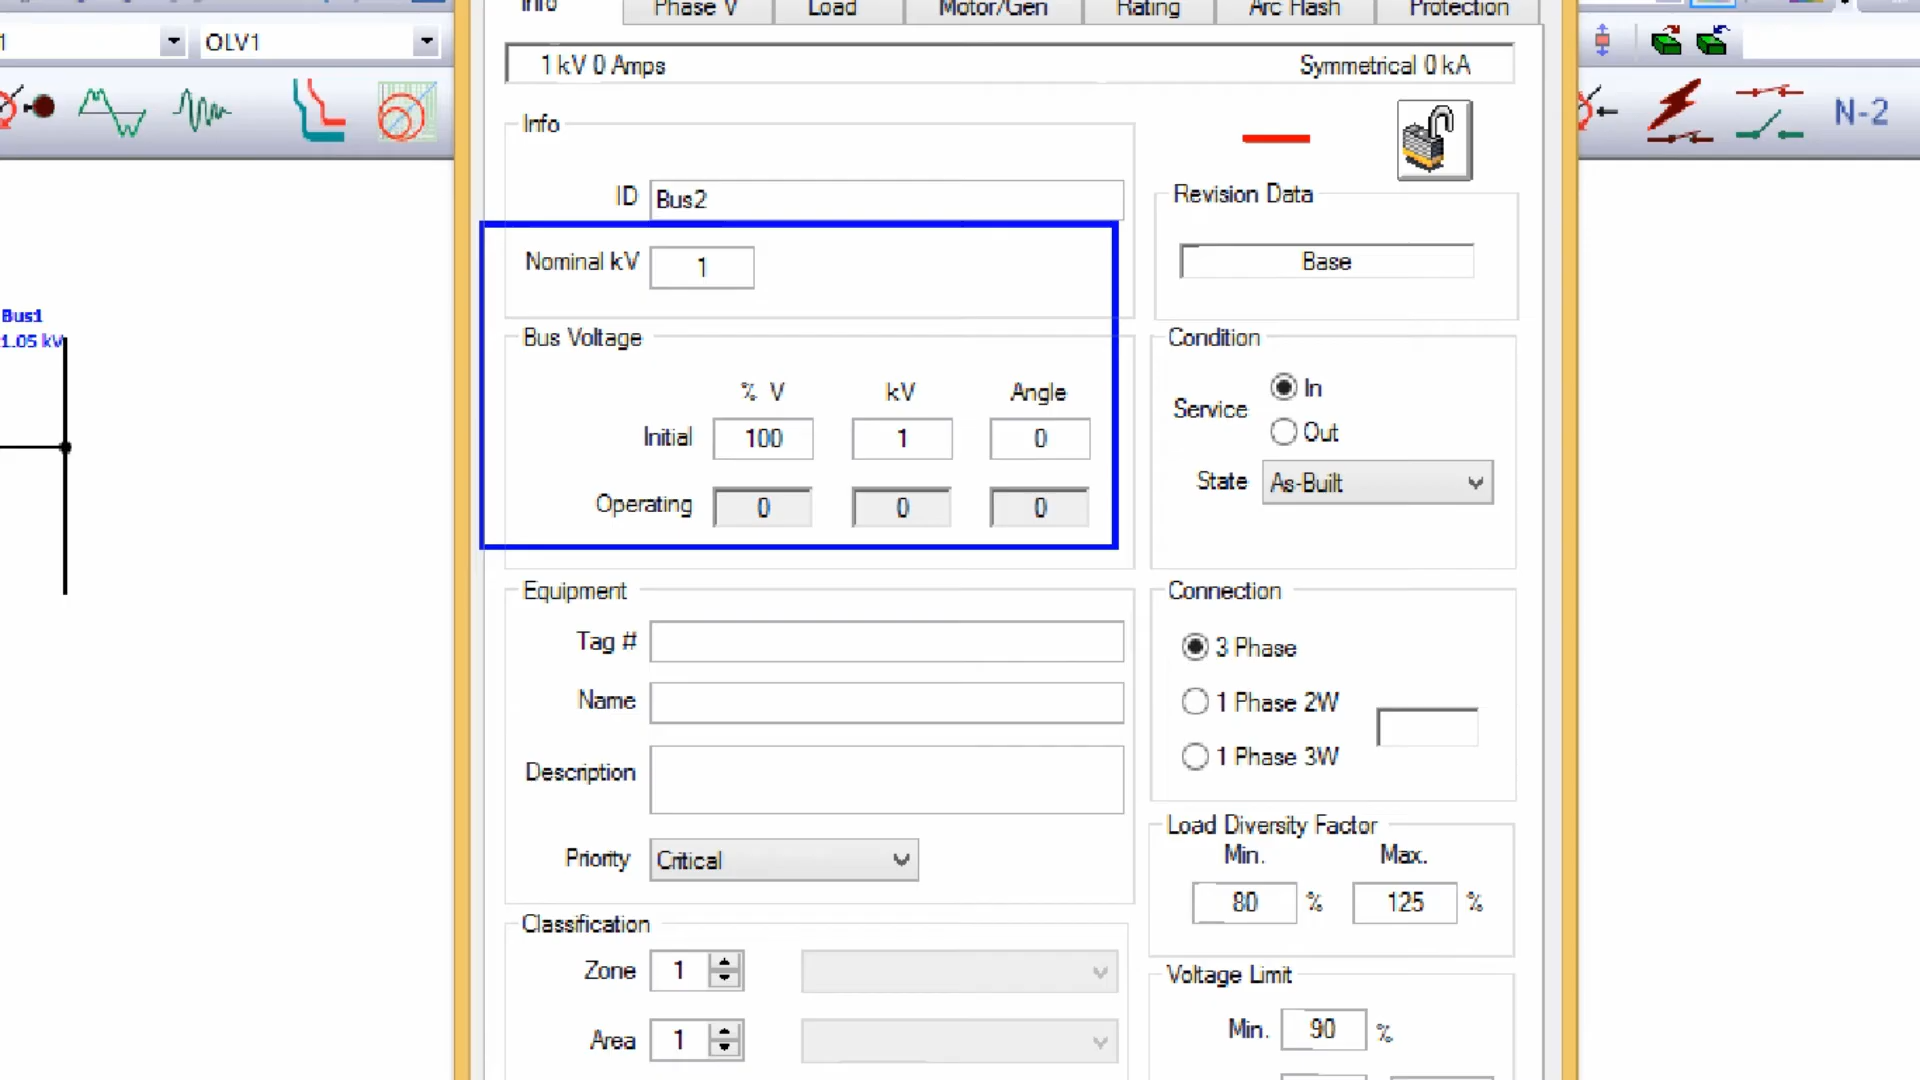 Info Phase V Load Motor/Gen Rating Arc Flash Protection
1 OLV1
1 kV 0 Amps Symmetrical 0 kA
N-2
Info
ID Bus2
Revision Data
Nominal kV 1
Base
Bus1
1.05 kV
Bus Voltage
Condition
% V kV Angle
Service In
Out
Initial 100 1 0
State As-Built
Operating 0 0 0
Equipment
Connection
Tag #
3 Phase
Name
1 Phase 2W
1 Phase 3W
Description
Load Diversity Factor
Min. Max.
Priority Critical
80 % 125 %
Classification
Zone 1
Voltage Limit
Min. 90 %
Area 1